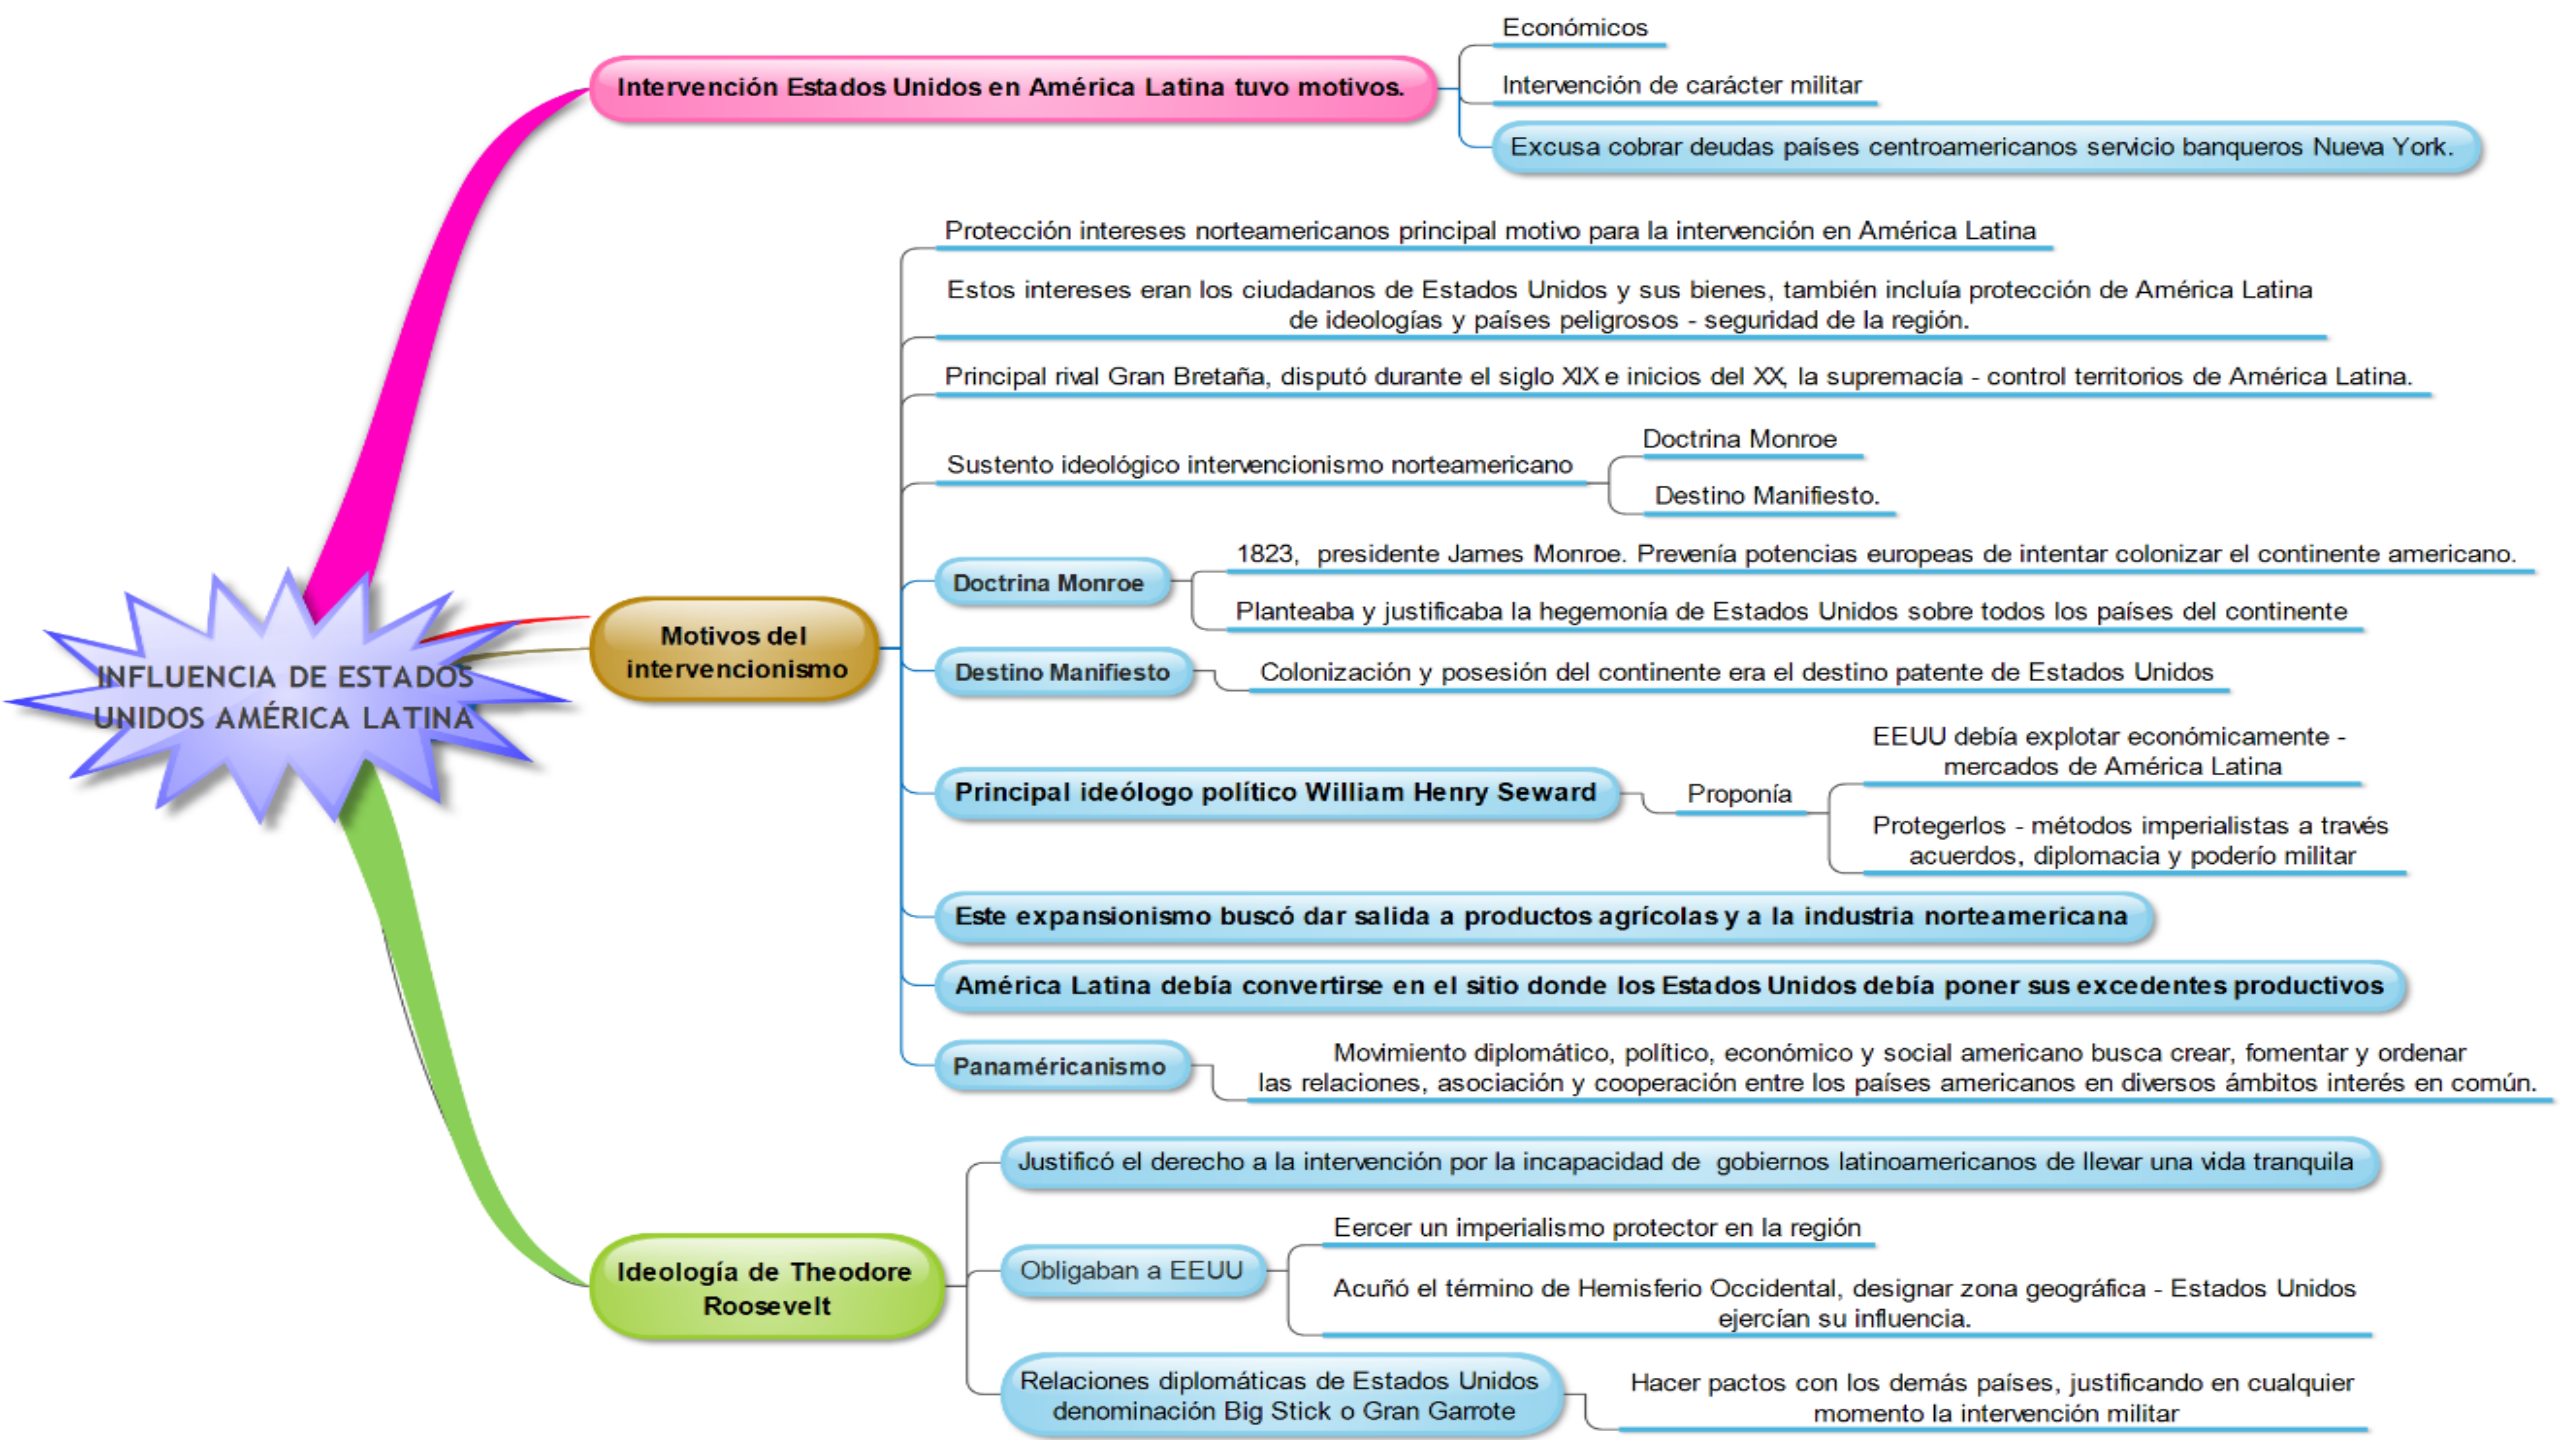 Económicos
Intervención Estados Unidos en América Latina tuvo motivos.
Intervención de carácter militar
Excusa cobrar deudas países centroamericanos servicio banqueros Nueva York.
Protección intereses norteamericanos principal motivo para la intervención en América Latina
Estos intereses eran los ciudadanos de Estados Unidos y sus bienes, también incluía protección de América Latina
de ideologías y países peligrosos - seguridad de la región.
Principal rival Gran Bretaña, disputó durante el siglo XIX e inicios del XX, la supremacía - control territorios de América Latina.
Sustento ideológico intervencionismo norteamericano
Doctrina Monroe
Destino Manifiesto.
Doctrina Monroe
1823, presidente James Monroe. Prevenía potencias europeas de intentar colonizar el continente americano.
Planteaba y justificaba la hegemonía de Estados Unidos sobre todos los países del continente
Motivos del
intervencionismo
INFLUENCIA DE ESTADOS
UNIDOS AMÉRICA LATINA
Destino Manifiesto
Colonización y posesión del continente era el destino patente de Estados Unidos
Principal ideólogo político William Henry Seward
Proponía
EEUU debía explotar económicamente -
mercados de América Latina
Protegerlos - métodos imperialistas a través
acuerdos, diplomacia y poderío militar
Este expansionismo buscó dar salida a productos agrícolas y a la industria norteamericana
América Latina debía convertirse en el sitio donde los Estados Unidos debía poner sus excedentes productivos
Panaméricanismo
Movimiento diplomático, político, económico y social americano busca crear, fomentar y ordenar
las relaciones, asociación y cooperación entre los países americanos en diversos ámbitos interés en común.
Ideología de Theodore
Roosevelt
Justificó el derecho a la intervención por la incapacidad de gobiernos latinoamericanos de llevar una vida tranquila
Obligaban a EEUU
Eercer un imperialismo protector en la región
Acuñó el término de Hemisferio Occidental, designar zona geográfica - Estados Unidos
ejercían su influencia.
Relaciones diplomáticas de Estados Unidos
denominación Big Stick o Gran Garrote
Hacer pactos con los demás países, justificando en cualquier
momento la intervención militar